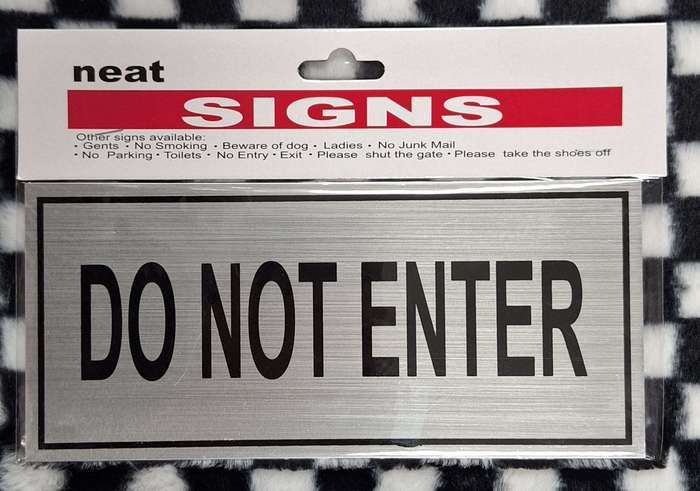 neat
SIGNS
Other signs available:
• Gents • No Smoking • Beware of dog • Ladies • No Junk Mail
• No Parking • Toilets • No Entry • Exit • Please shut the gate • Please take the shoes off
DO NOT ENTER